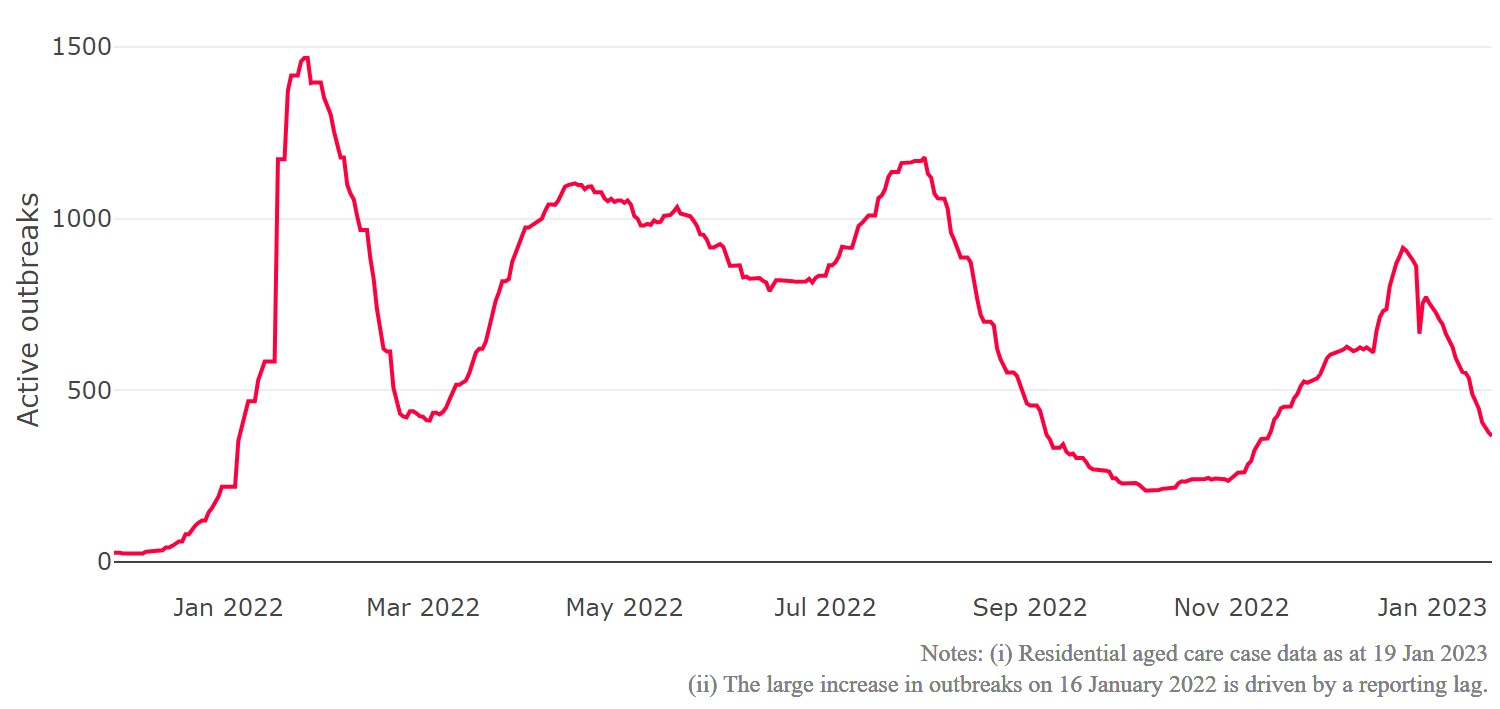 1500
1000
500
0
Active outbreaks
Jan 2022 Mar 2022 May 2022 Jul 2022 Sep 2022 Nov 2022 Jan 2023
Notes: (i) Residential aged care case data as at 19 Jan 2023
(ii) The large increase in outbreaks on 16 January 2022 is driven by a reporting lag.